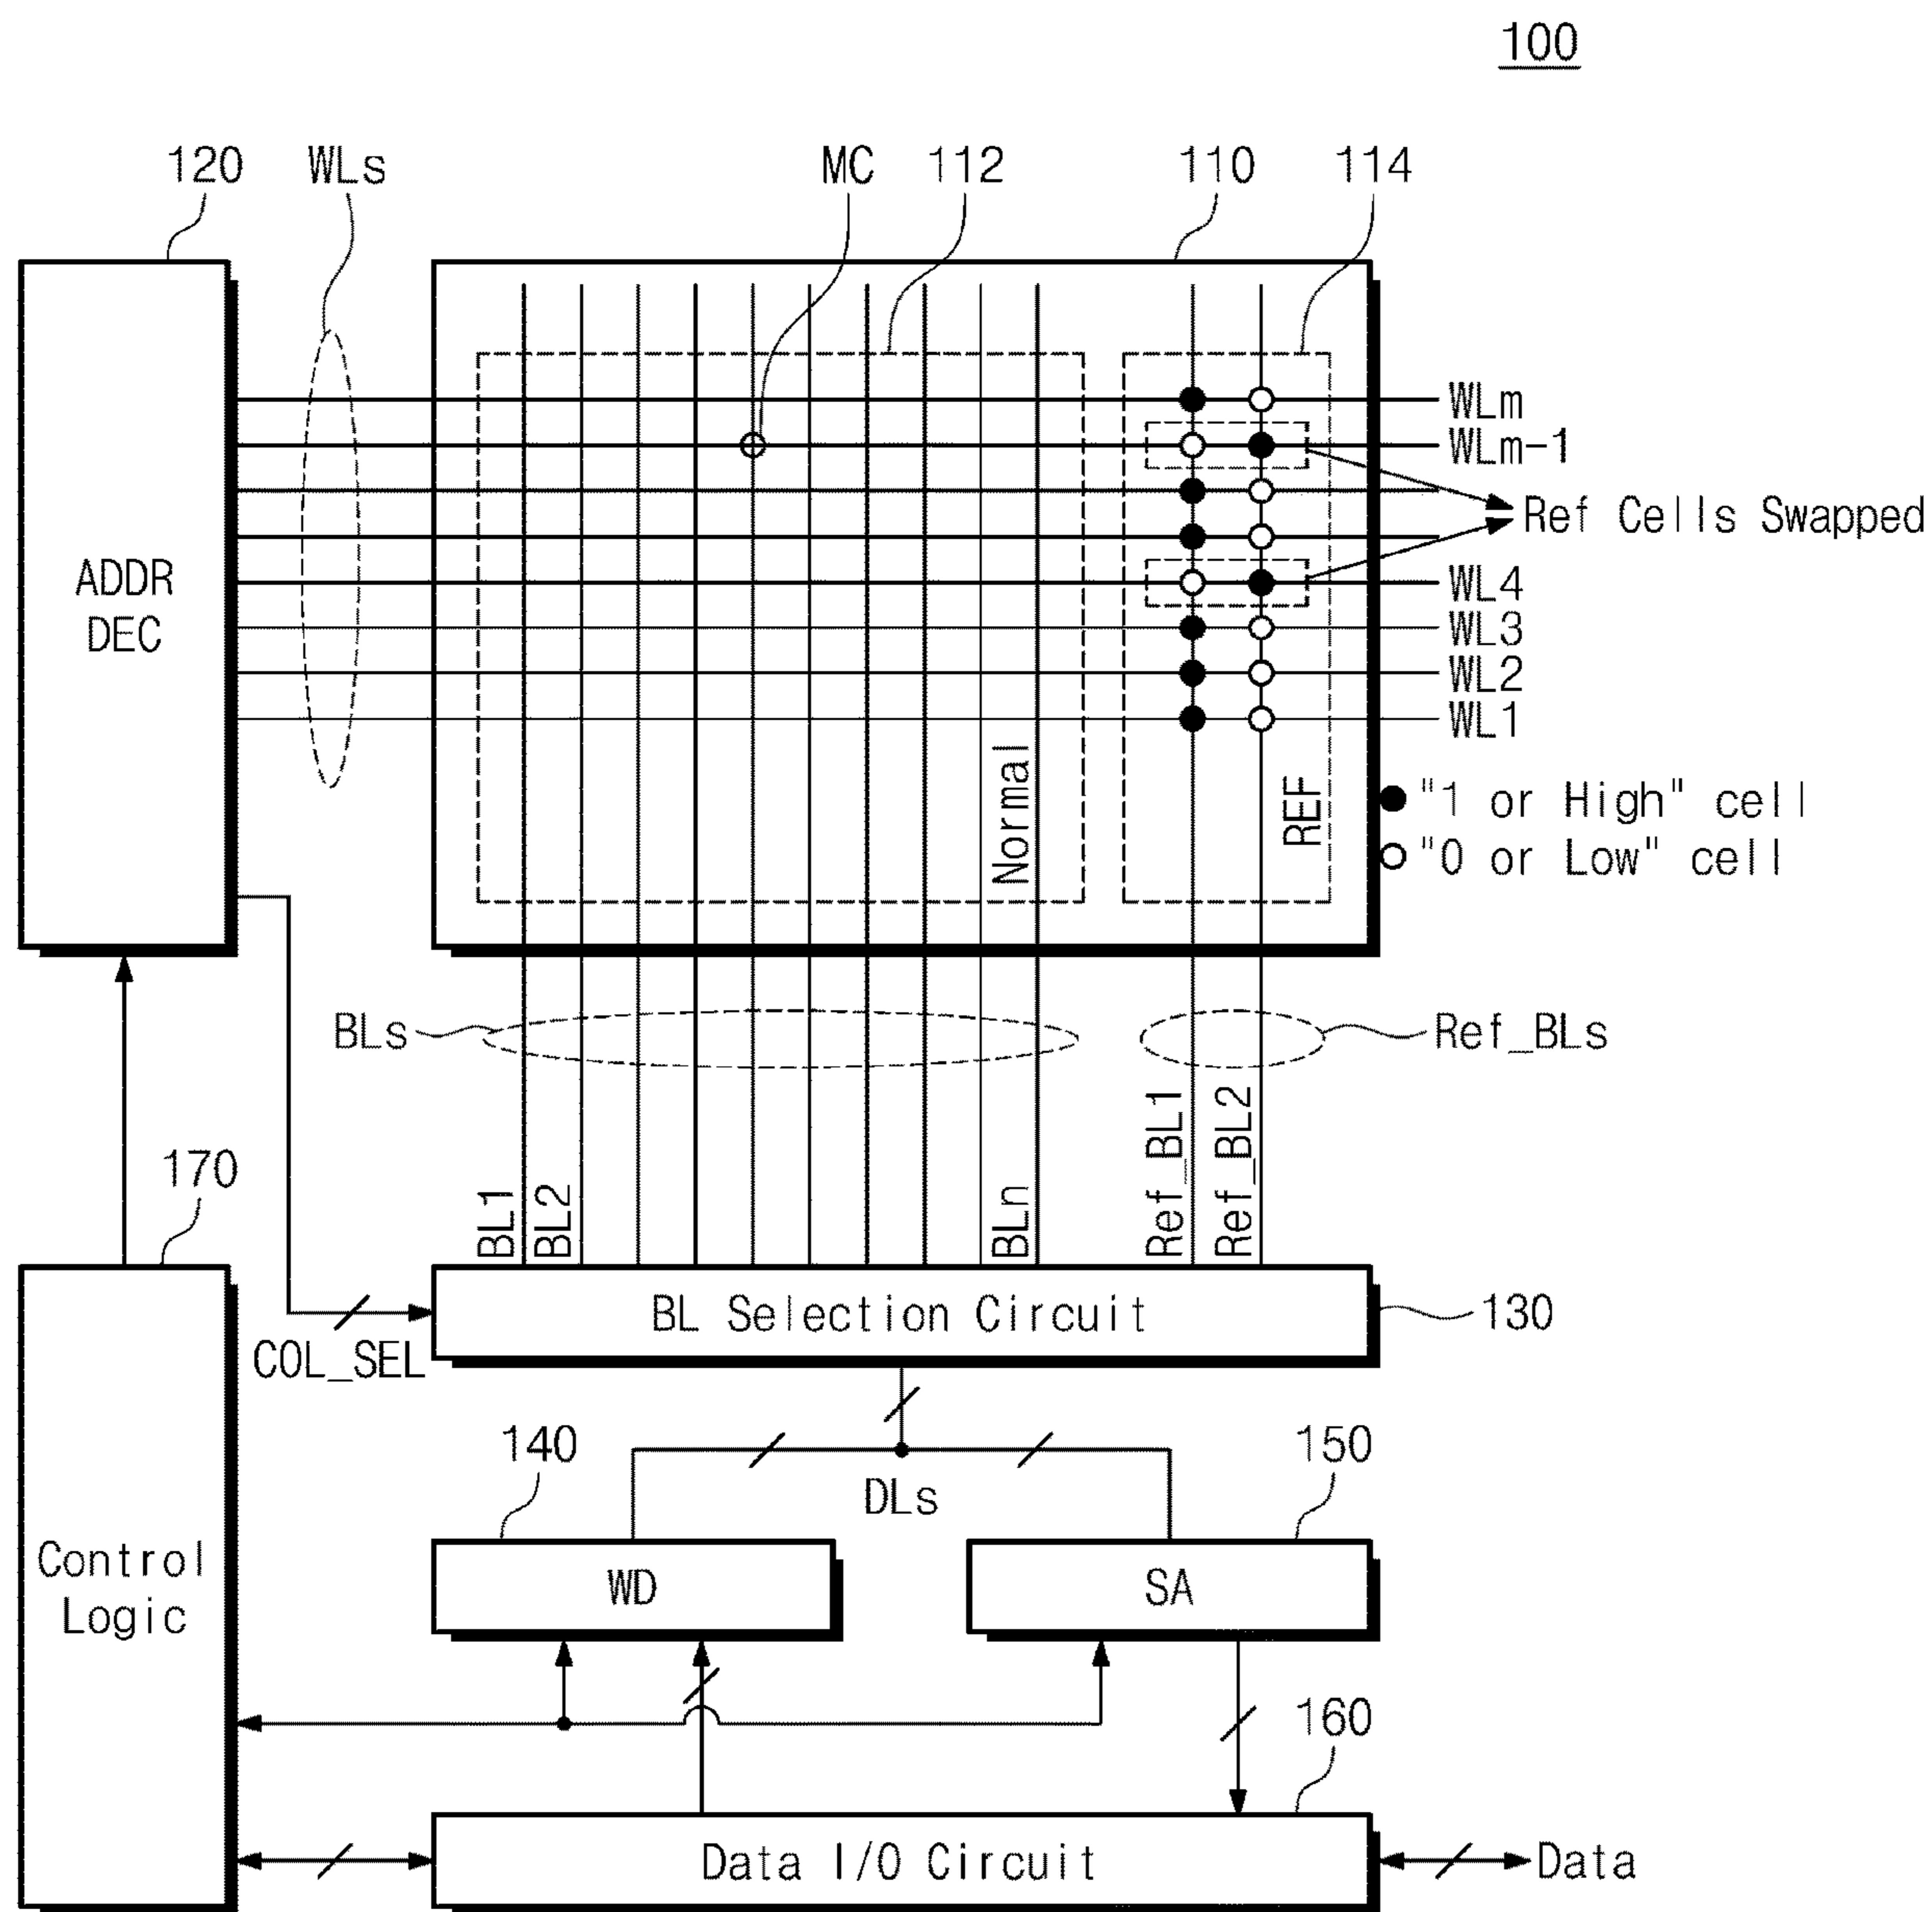 100
120
WLs
MC
112
110
114
ADDR
DEC
WLm
WLm-1
Ref Cells Swapped
WL4
WL3
WL2
WL1
Normal
REF
"1 or High" cell
"0 or Low" cell
BLs
Ref_BLs
BL1
BL2
BLn
Ref_BL1
Ref_BL2
170
BL Selection Circuit
130
COL_SEL
140
DLs
150
Control
Logic
WD
SA
160
Data I/O Circuit
Data